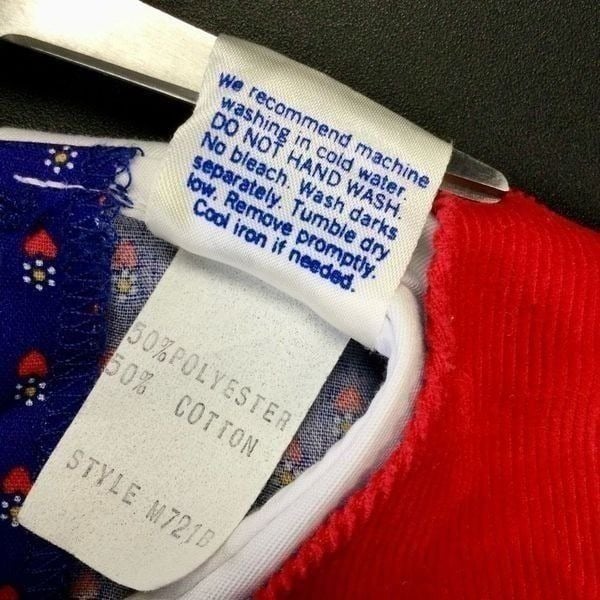 We recommend machine
washing in cold water
DO NOT HAND WASH.
No bleach. Wash darks
separately. Tumble dry
low. Remove promptly.
Cool iron if needed.
50%POLYESTER
50% COTTON
STYLE M721B